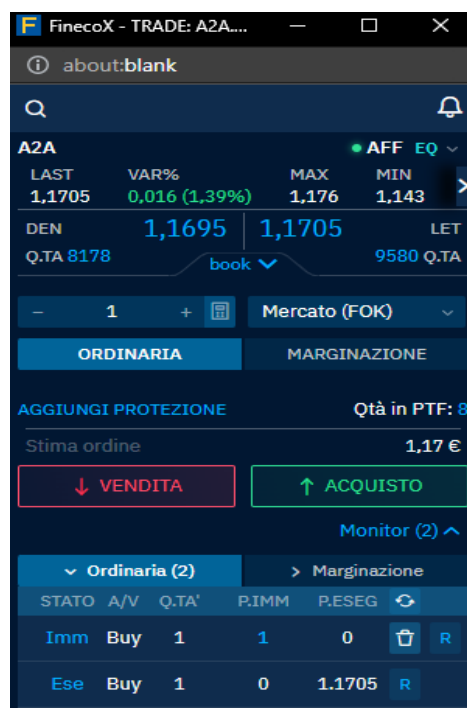 FinecoX - TRADE: A2A....
about:blank
A2A AFF EQ
LAST VAR% MAX MIN
1,1705 0,016 (1,39%) 1,176 1,143
DEN 1,1695 1,1705 LET
Q.TA 8178 book 9580 Q.TA
− 1 + Mercato (FOK)
ORDINARIA MARGINAZIONE
AGGIUNGI PROTEZIONE Qtà in PTF: 8
Stima ordine 1,17 €
↓ VENDITA ↑ ACQUISTO
Monitor (2)
Ordinaria (2) Marginazione
STATO A/V Q.TA' P.IMM P.ESEG
Imm Buy 1 1 0 R
Ese Buy 1 0 1.1705 R